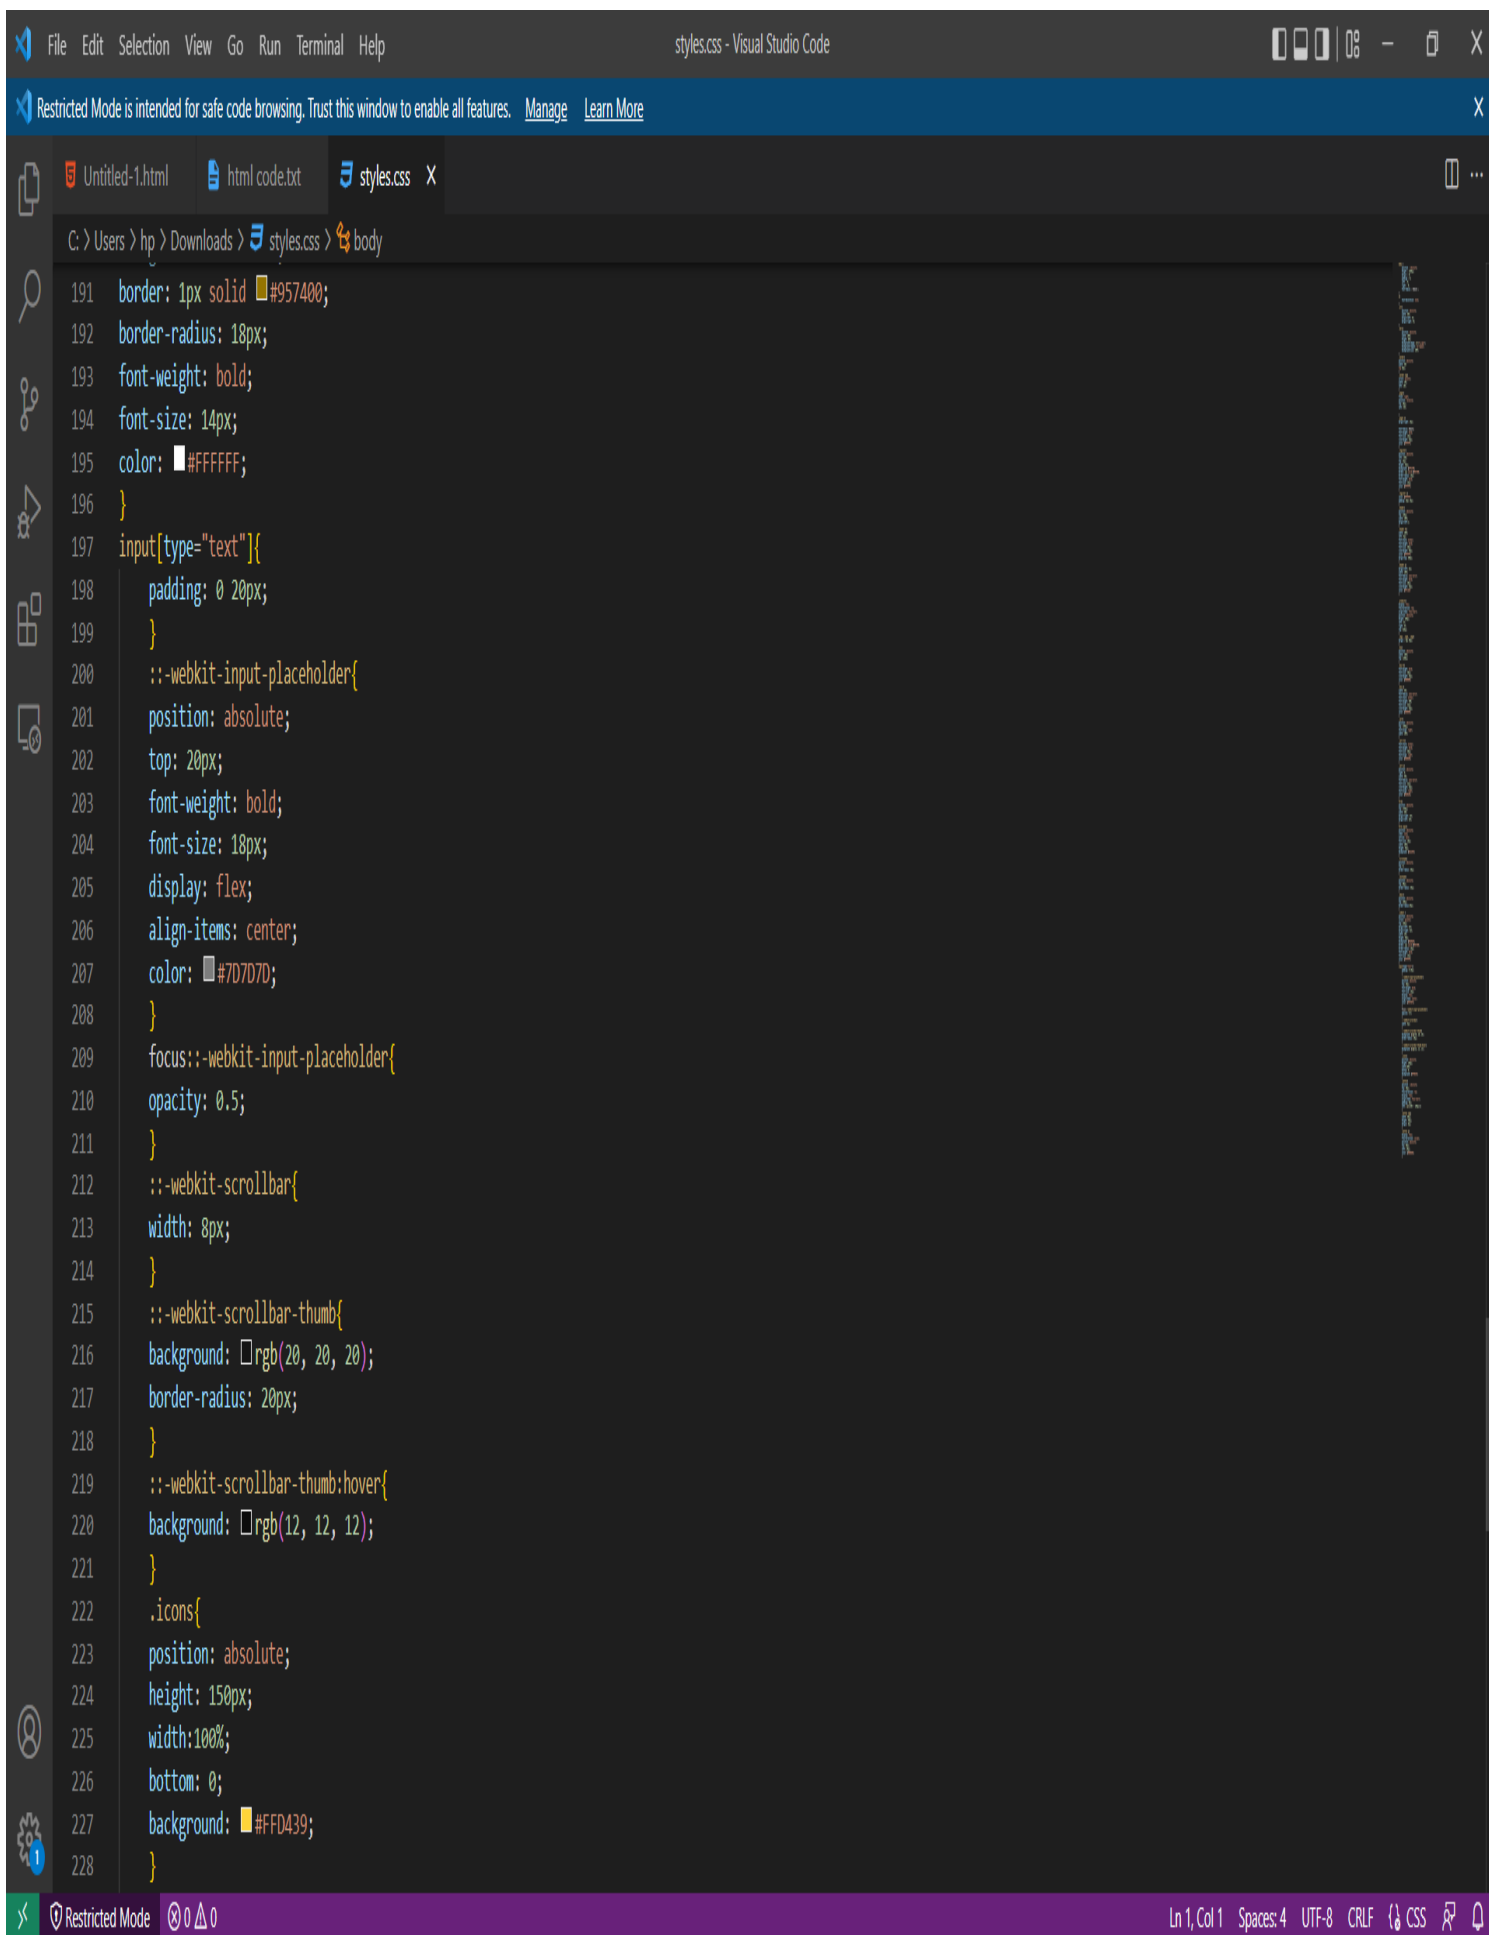 File Edit Selection View Go Run Terminal Help styles.css - Visual Studio Code
Restricted Mode is intended for safe code browsing. Trust this window to enable all features. Manage Learn More
Untitled-1.html html code.txt styles.css
C: > Users > hp > Downloads > styles.css > body
191 border: 1px solid #957400;
192 border-radius: 18px;
193 font-weight: bold;
194 font-size: 14px;
195 color: #FFFFFF;
196 }
197 input[type="text"]{
198 padding: 0 20px;
199 }
200 ::-webkit-input-placeholder{
201 position: absolute;
202 top: 20px;
203 font-weight: bold;
204 font-size: 18px;
205 display: flex;
206 align-items: center;
207 color: #7D7D7D;
208 }
209 focus::-webkit-input-placeholder{
210 opacity: 0.5;
211 }
212 ::-webkit-scrollbar{
213 width: 8px;
214 }
215 ::-webkit-scrollbar-thumb{
216 background: rgb(20, 20, 20);
217 border-radius: 20px;
218 }
219 ::-webkit-scrollbar-thumb:hover{
220 background: rgb(12, 12, 12);
221 }
222 .icons{
223 position: absolute;
224 height: 150px;
225 width:100%;
226 bottom: 0;
227 background: #FFD439;
228 }
1
Restricted Mode 0 0 Ln 1, Col 1 Spaces: 4 UTF-8 CRLF CSS